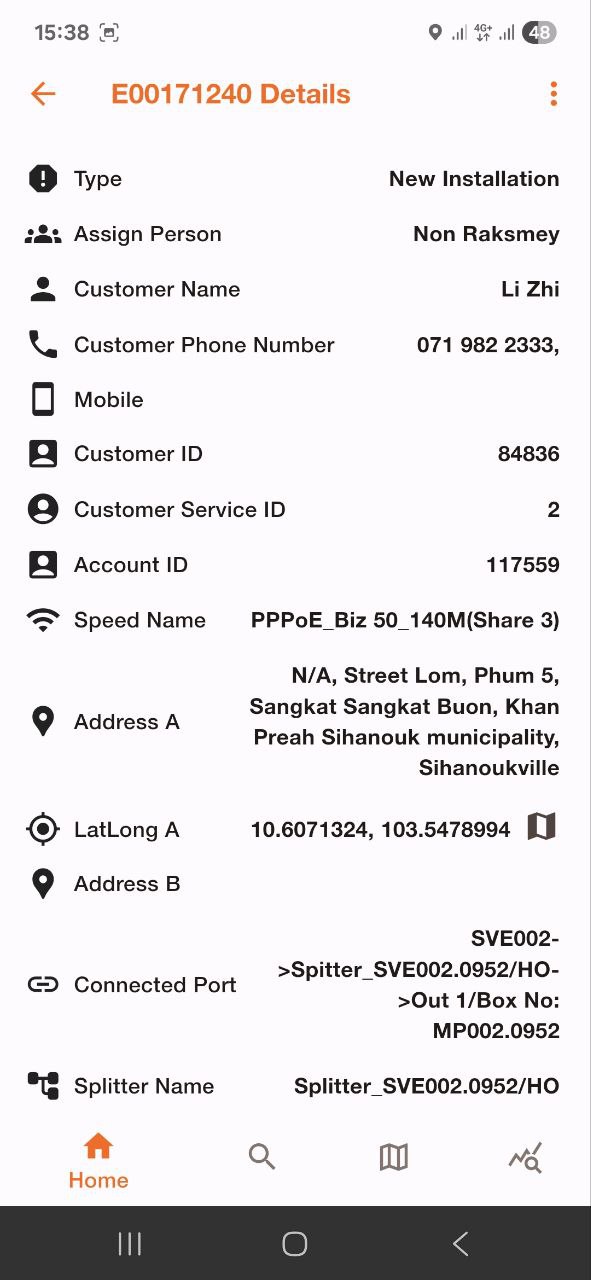 15:38
4G+
48
E00171240 Details
Type
New Installation
Assign Person
Non Raksmey
Customer Name
Li Zhi
Customer Phone Number
071 982 2333,
Mobile
Customer ID
84836
Customer Service ID
2
Account ID
117559
Speed Name
PPPoE_Biz 50_140M(Share 3)
Address A
N/A, Street Lom, Phum 5,
Sangkat Sangkat Buon, Khan
Preah Sihanouk municipality,
Sihanoukville
LatLong A
10.6071324, 103.5478994
Address B
Connected Port
SVE002-
>Spitter_SVE002.0952/HO-
>Out 1/Box No:
MP002.0952
Splitter Name
Splitter_SVE002.0952/HO
Home